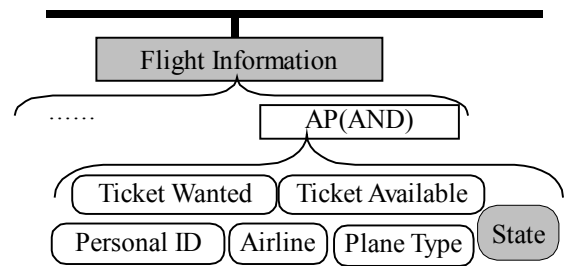 Flight Information
……
AP(AND)
Ticket Wanted
Ticket Available
Personal ID
Airline
Plane Type
State